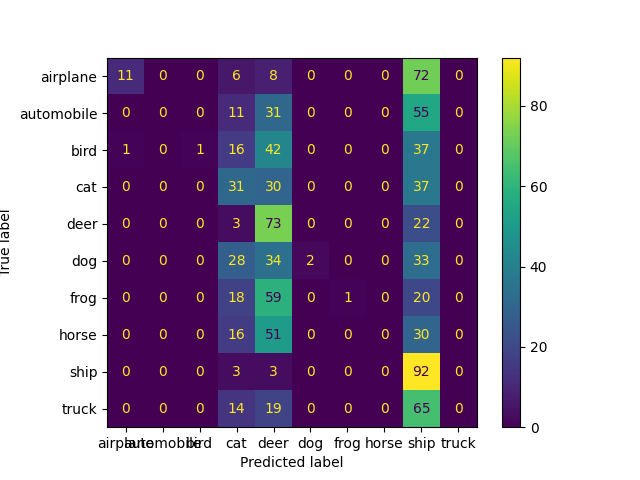 airplane 11 0 0 6 8 0 0 0 72 0
automobile 0 0 0 11 31 0 0 0 55 0
bird 1 0 1 16 42 0 0 0 37 0
cat 0 0 0 31 30 0 0 0 37 0
deer 0 0 0 3 73 0 0 0 22 0
dog 0 0 0 28 34 2 0 0 33 0
frog 0 0 0 18 59 0 1 0 20 0
horse 0 0 0 16 51 0 0 0 30 0
ship 0 0 0 3 3 0 0 0 92 0
truck 0 0 0 14 19 0 0 0 65 0
airplane automobile bird cat deer dog frog horse ship truck
Predicted label
True label
80
60
40
20
0